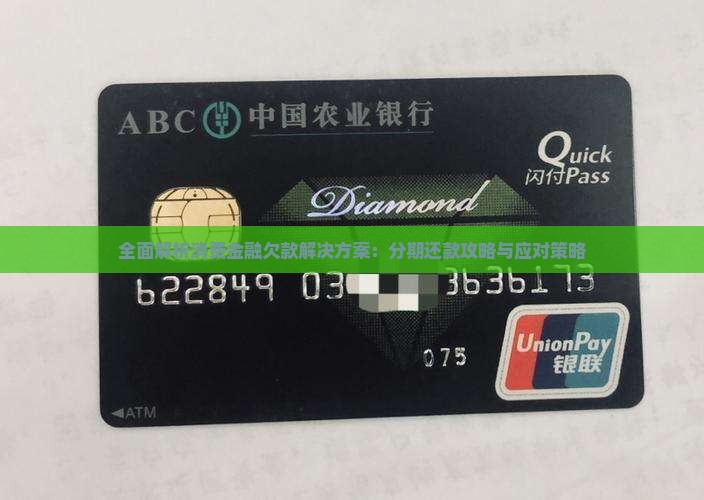 ABC 中国农业银行
Quick
闪付Pass
Diamond
全面解析消费金融欠款解决方案：分期还款攻略与应对策略
622849 03 3636173
075
UnionPay
银联
◀ATM